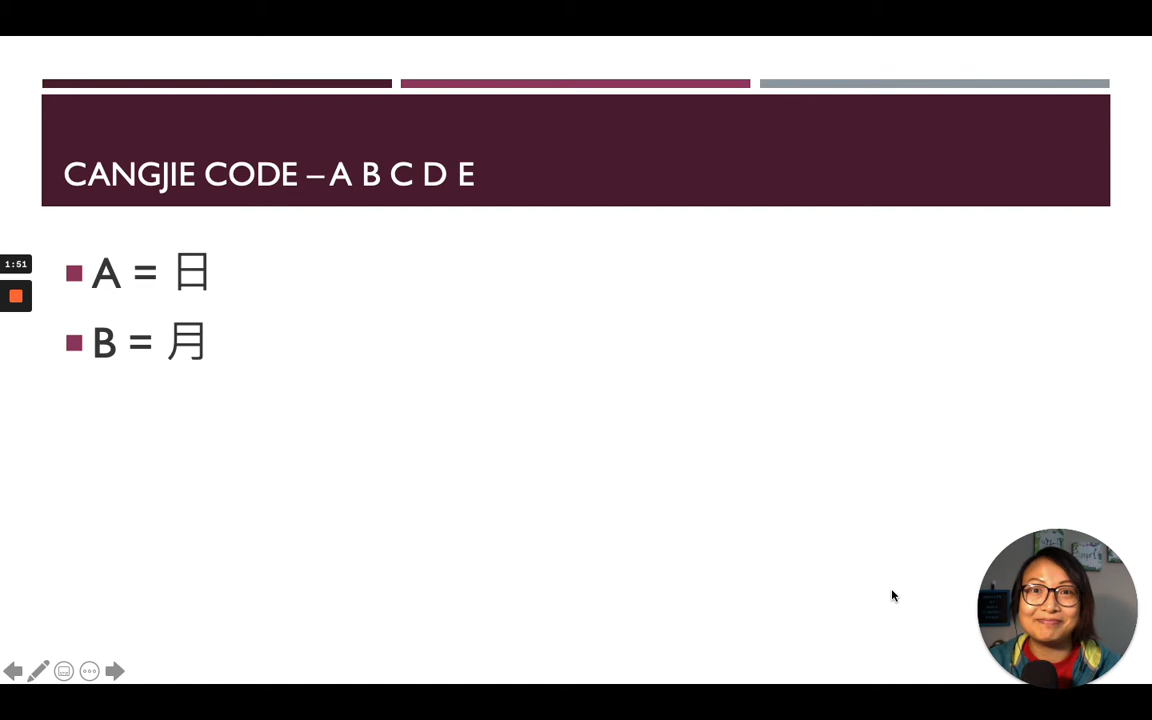 CANGJIE CODE – A B C D E
1:51
A = 日
B = 月